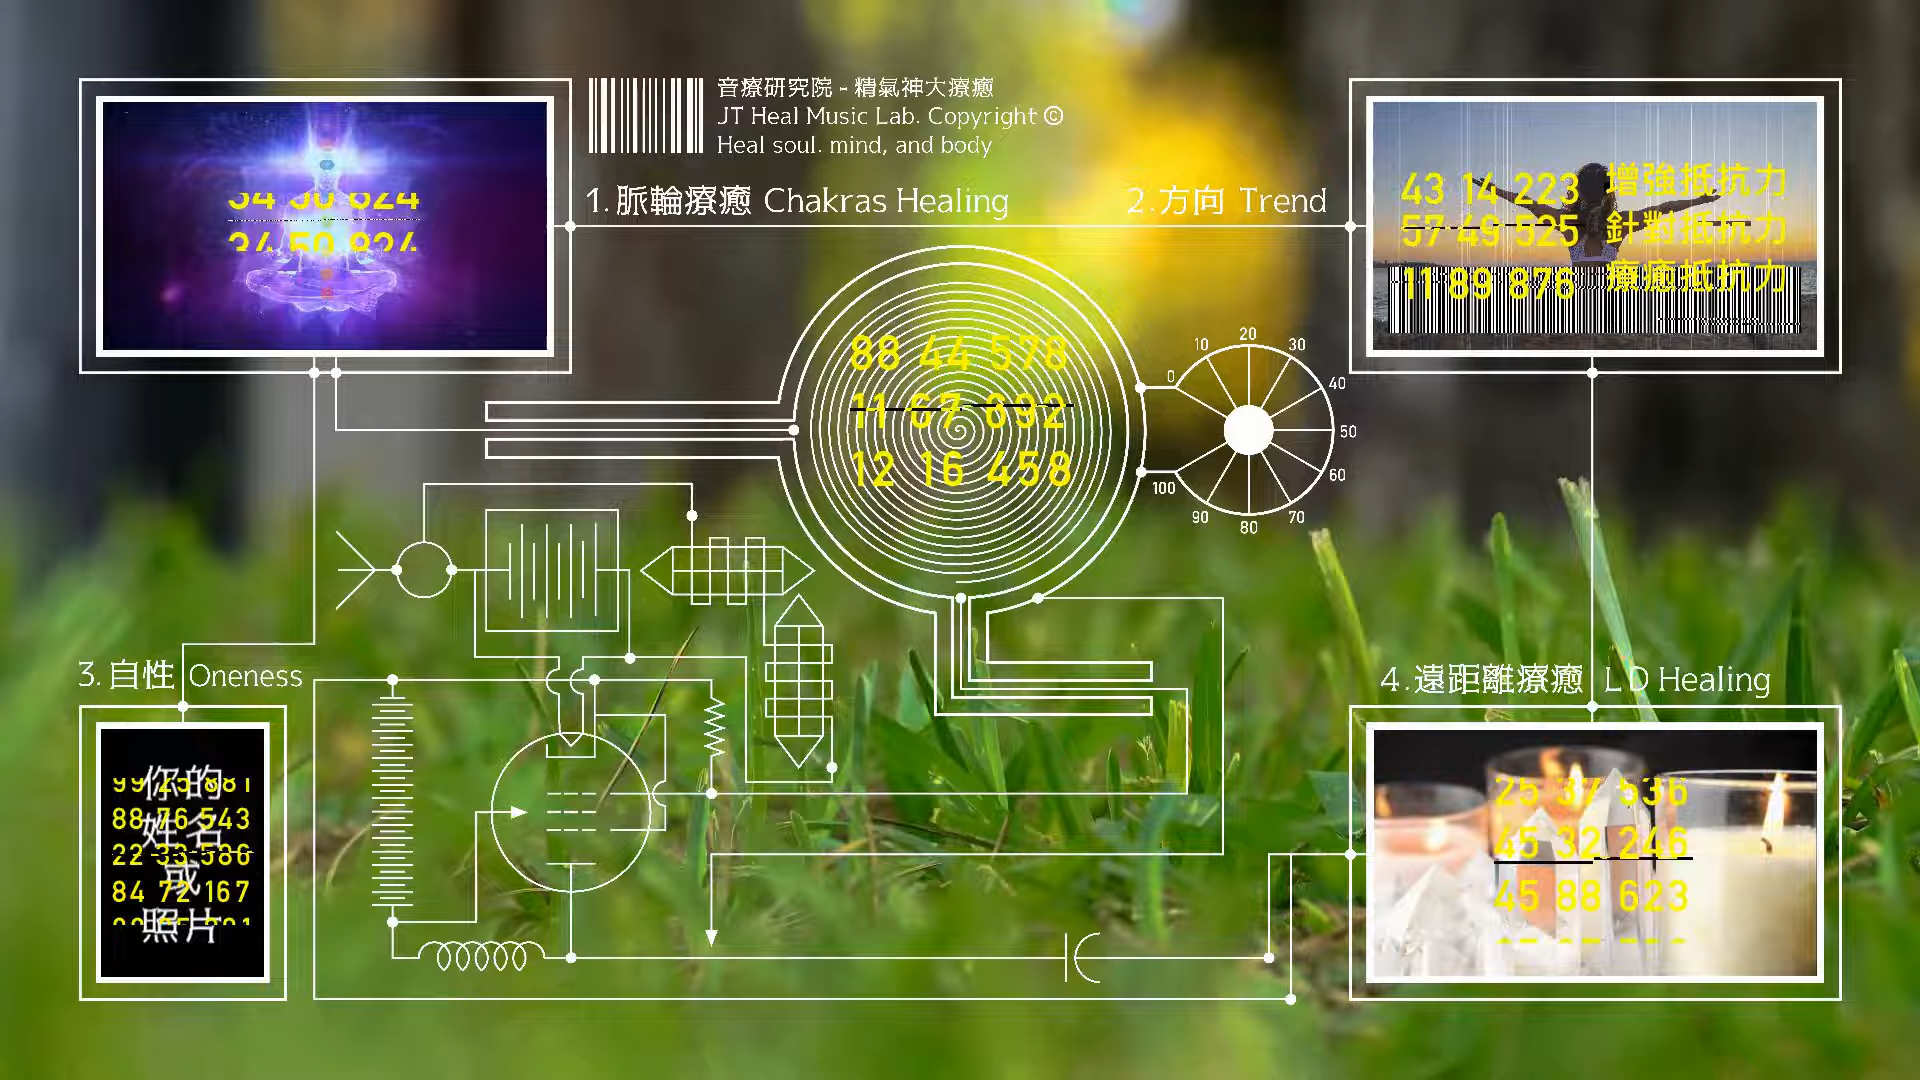 音療研究院 - 精氣神大療癒
JT Heal Music Lab. Copyright ©
Heal soul. mind, and body
1.脈輪療癒 Chakras Healing
2.方向 Trend
43 14 223 增強抵抗力
57 49 525 針對抵抗力
11 89 876 療癒抵抗力
88 44 578
11 67 692
12 16 458
0
10
20
30
40
50
60
70
80
90
100
3.自性 Oneness
你的
姓名
或
照片
88 76 543
22 33 586
84 72 167
4.遠距離療癒 LD Healing
25 37 536
45 32 246
45 88 623